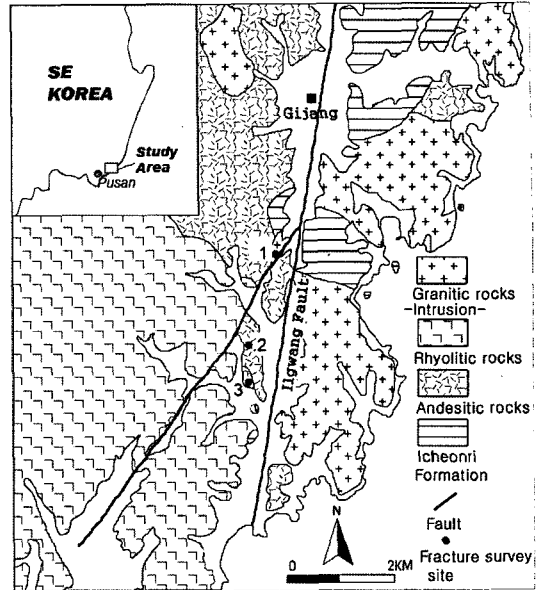 SE
KOREA
Study
Area
Pusan
Gijang
1
2
3
Ilgwang Fault
Granitic rocks
-Intrusion-
Rhyolitic rocks
Andesitic rocks
Icheonri
Formation
Fault
Fracture survey
site
N
0 2KM